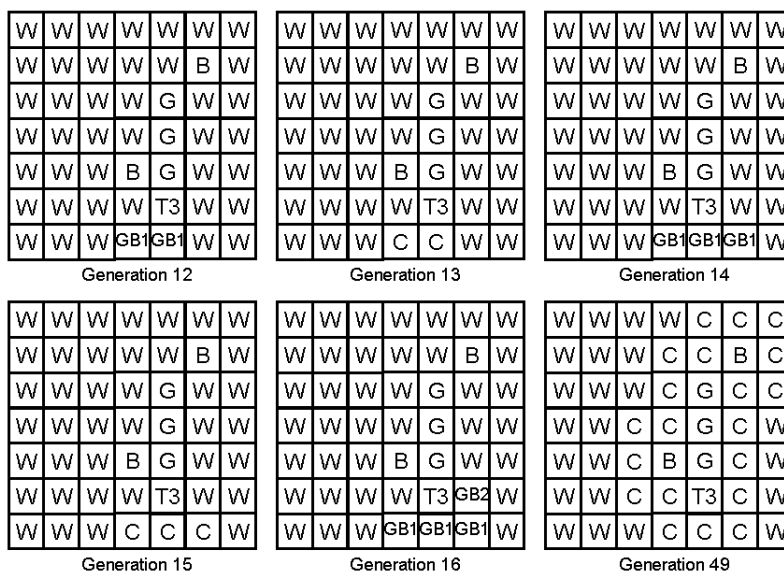 W W W W W W W
W W W W W B W
W W W W G W W
W W W W G W W
W W W B G W W
W W W W T3 W W
W W W GB1 GB1 W W
Generation 12
W W W W W W W
W W W W W B W
W W W W G W W
W W W W G W W
W W W B G W W
W W W W T3 W W
W W W C C W W
Generation 13
W W W W W W W
W W W W W B W
W W W W G W W
W W W W G W W
W W W B G W W
W W W W T3 W W
W W W GB1 GB1 GB1 W
Generation 14
W W W W W W W
W W W W W B W
W W W W G W W
W W W W G W W
W W W B G W W
W W W W T3 W W
W W W C C C W
Generation 15
W W W W W W W
W W W W W B W
W W W W G W W
W W W W G W W
W W W B G W W
W W W W T3 GB2 W
W W W GB1 GB1 GB1 W
Generation 16
W W W W C C C
W W W C C B C
W W W C G C C
W W C C G C W
W W C B G C W
W W C C T3 C W
W W W C C C W
Generation 49